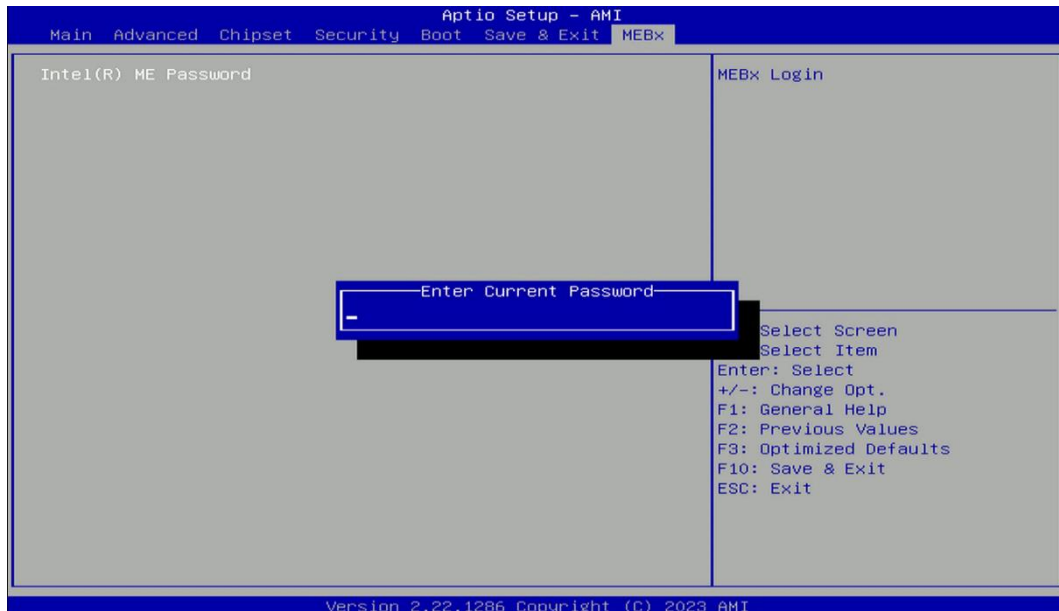 Aptio Setup - AMI
Main Advanced Chipset Security Boot Save & Exit MEBx
Intel(R) ME Password
MEBx Login
Enter Current Password
Select Screen
Select Item
Enter: Select
+/-: Change Opt.
F1: General Help
F2: Previous Values
F3: Optimized Defaults
F10: Save & Exit
ESC: Exit
Version 2.22.1286 Copyright (C) 2023 AMI